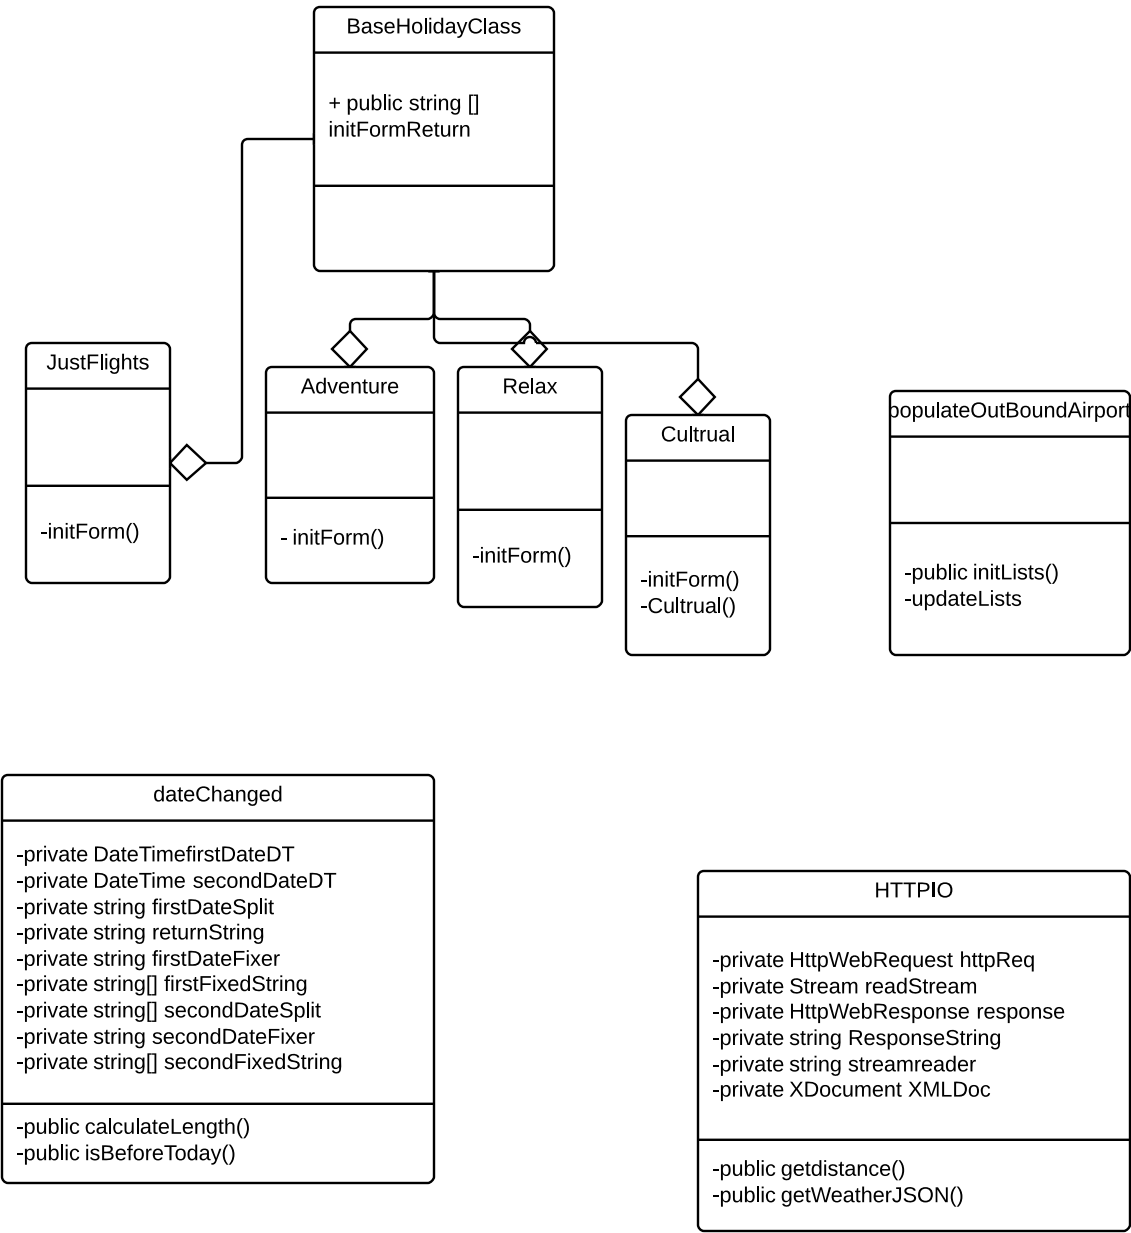 BaseHolidayClass
+ public string []
initFormReturn
JustFlights
-initForm()
Adventure
- initForm()
Relax
-initForm()
Cultrual
-initForm()
-Cultrual()
populateOutBoundAirport
-public initLists()
-updateLists
dateChanged
-private DateTimefirstDateDT
-private DateTime secondDateDT
-private string firstDateSplit
-private string returnString
-private string firstDateFixer
-private string[] firstFixedString
-private string[] secondDateSplit
-private string secondDateFixer
-private string[] secondFixedString
-public calculateLength()
-public isBeforeToday()
HTTPIO
-private HttpWebRequest httpReq
-private Stream readStream
-private HttpWebResponse response
-private string ResponseString
-private string streamreader
-private XDocument XMLDoc
-public getdistance()
-public getWeatherJSON()